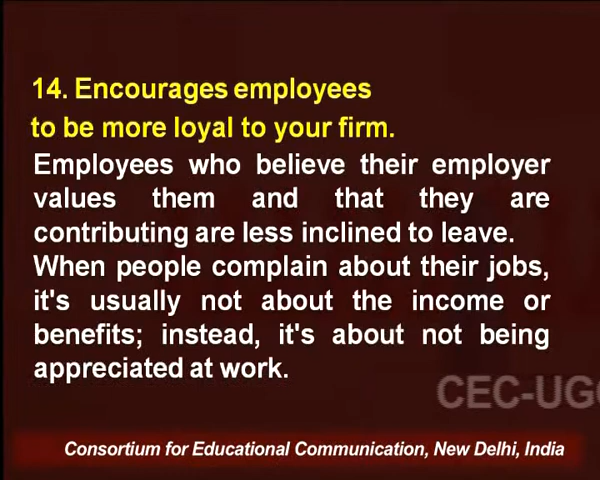 14. Encourages employees
to be more loyal to your firm.
Employees who believe their employer
values them and that they are
contributing are less inclined to leave.
When people complain about their jobs,
it's usually not about the income or
benefits; instead, it's about not being
appreciated at work.
CEC-UG
Consortium for Educational Communication, New Delhi, India